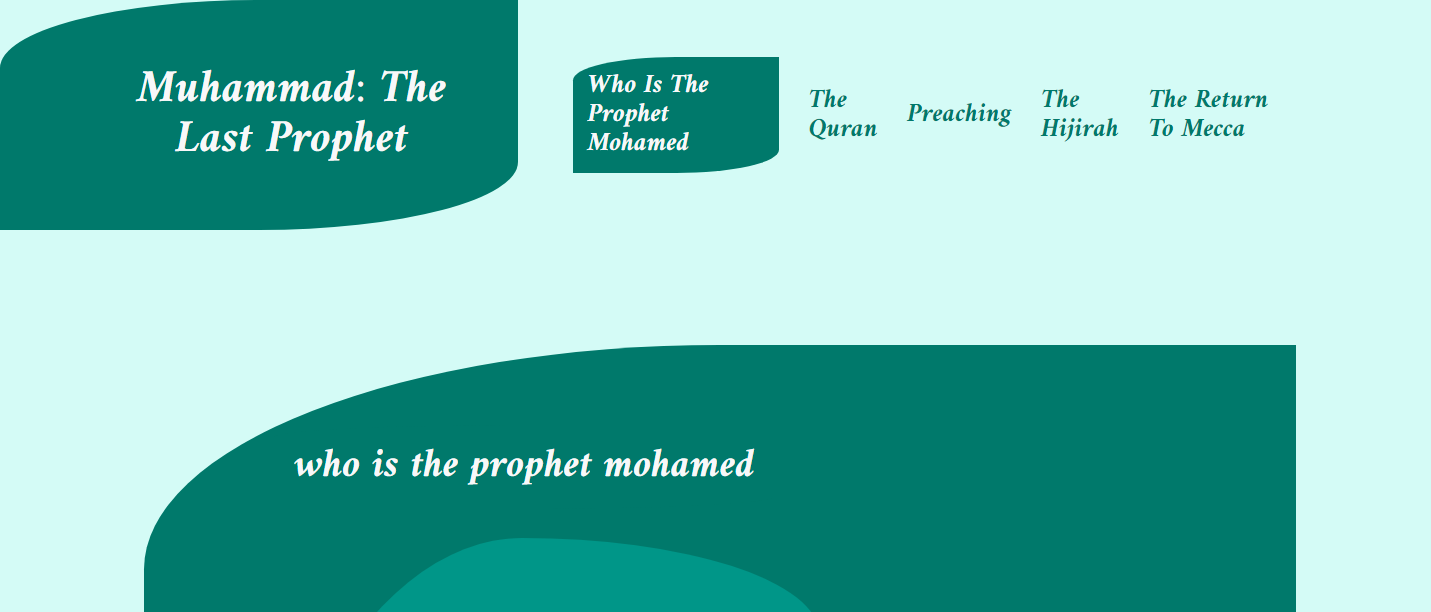 Muhammad: The
Last Prophet
Who Is The
Prophet
Mohamed
The
Quran
Preaching
The
Hijirah
The Return
To Mecca
who is the prophet mohamed